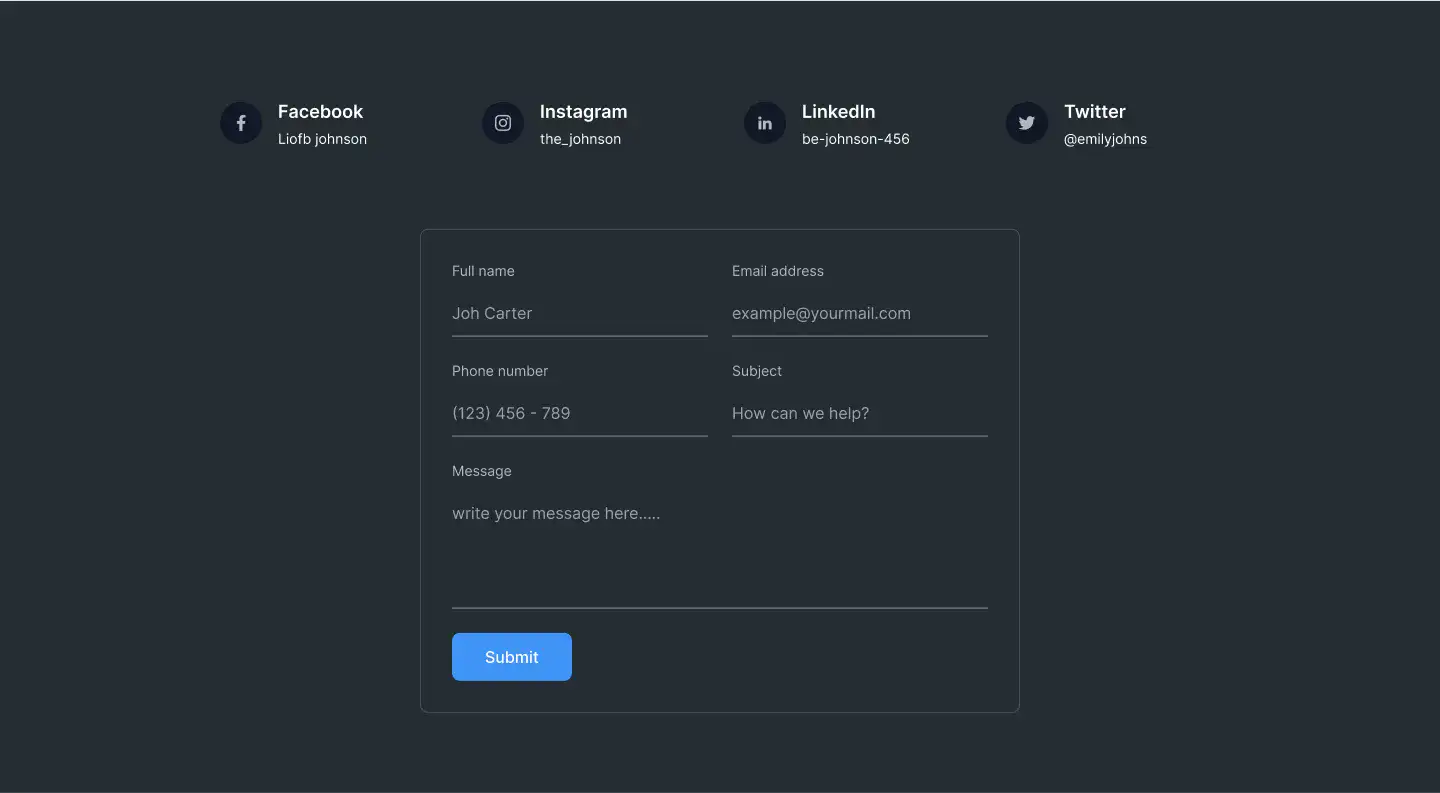 Facebook
Liofb johnson
Instagram
the_johnson
LinkedIn
be-johnson-456
Twitter
@emilyjohns
Full name
Joh Carter
Email address
example@yourmail.com
Phone number
(123) 456 - 789
Subject
How can we help?
Message
write your message here.....
Submit